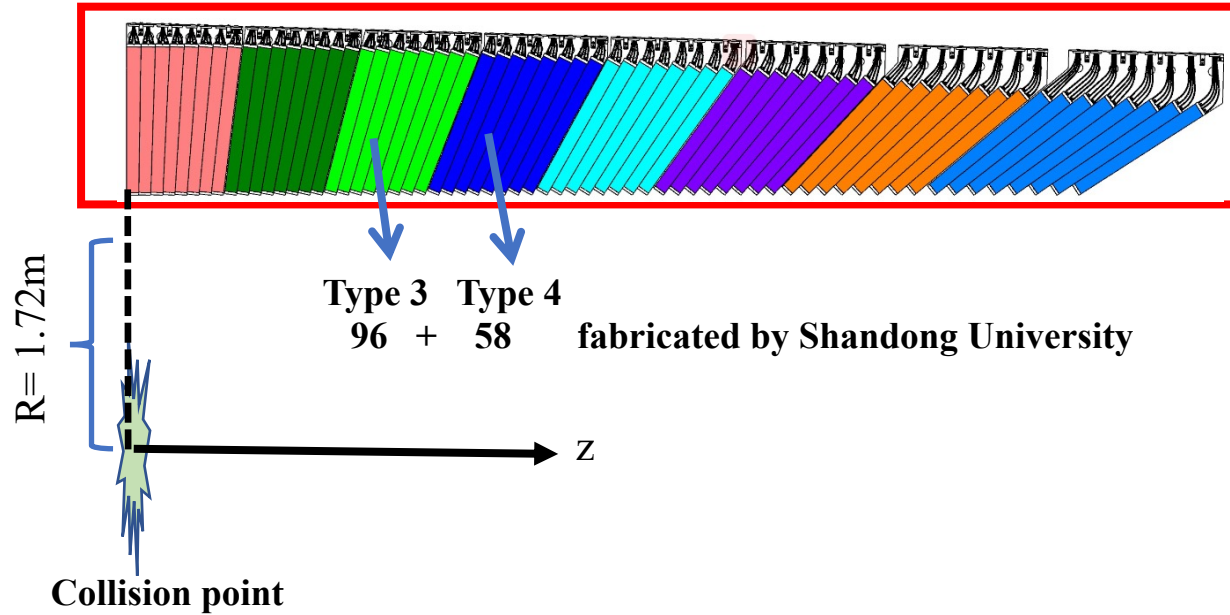 R= 1.72m
Type 3 Type 4
96 + 58 fabricated by Shandong University
z
Collision point